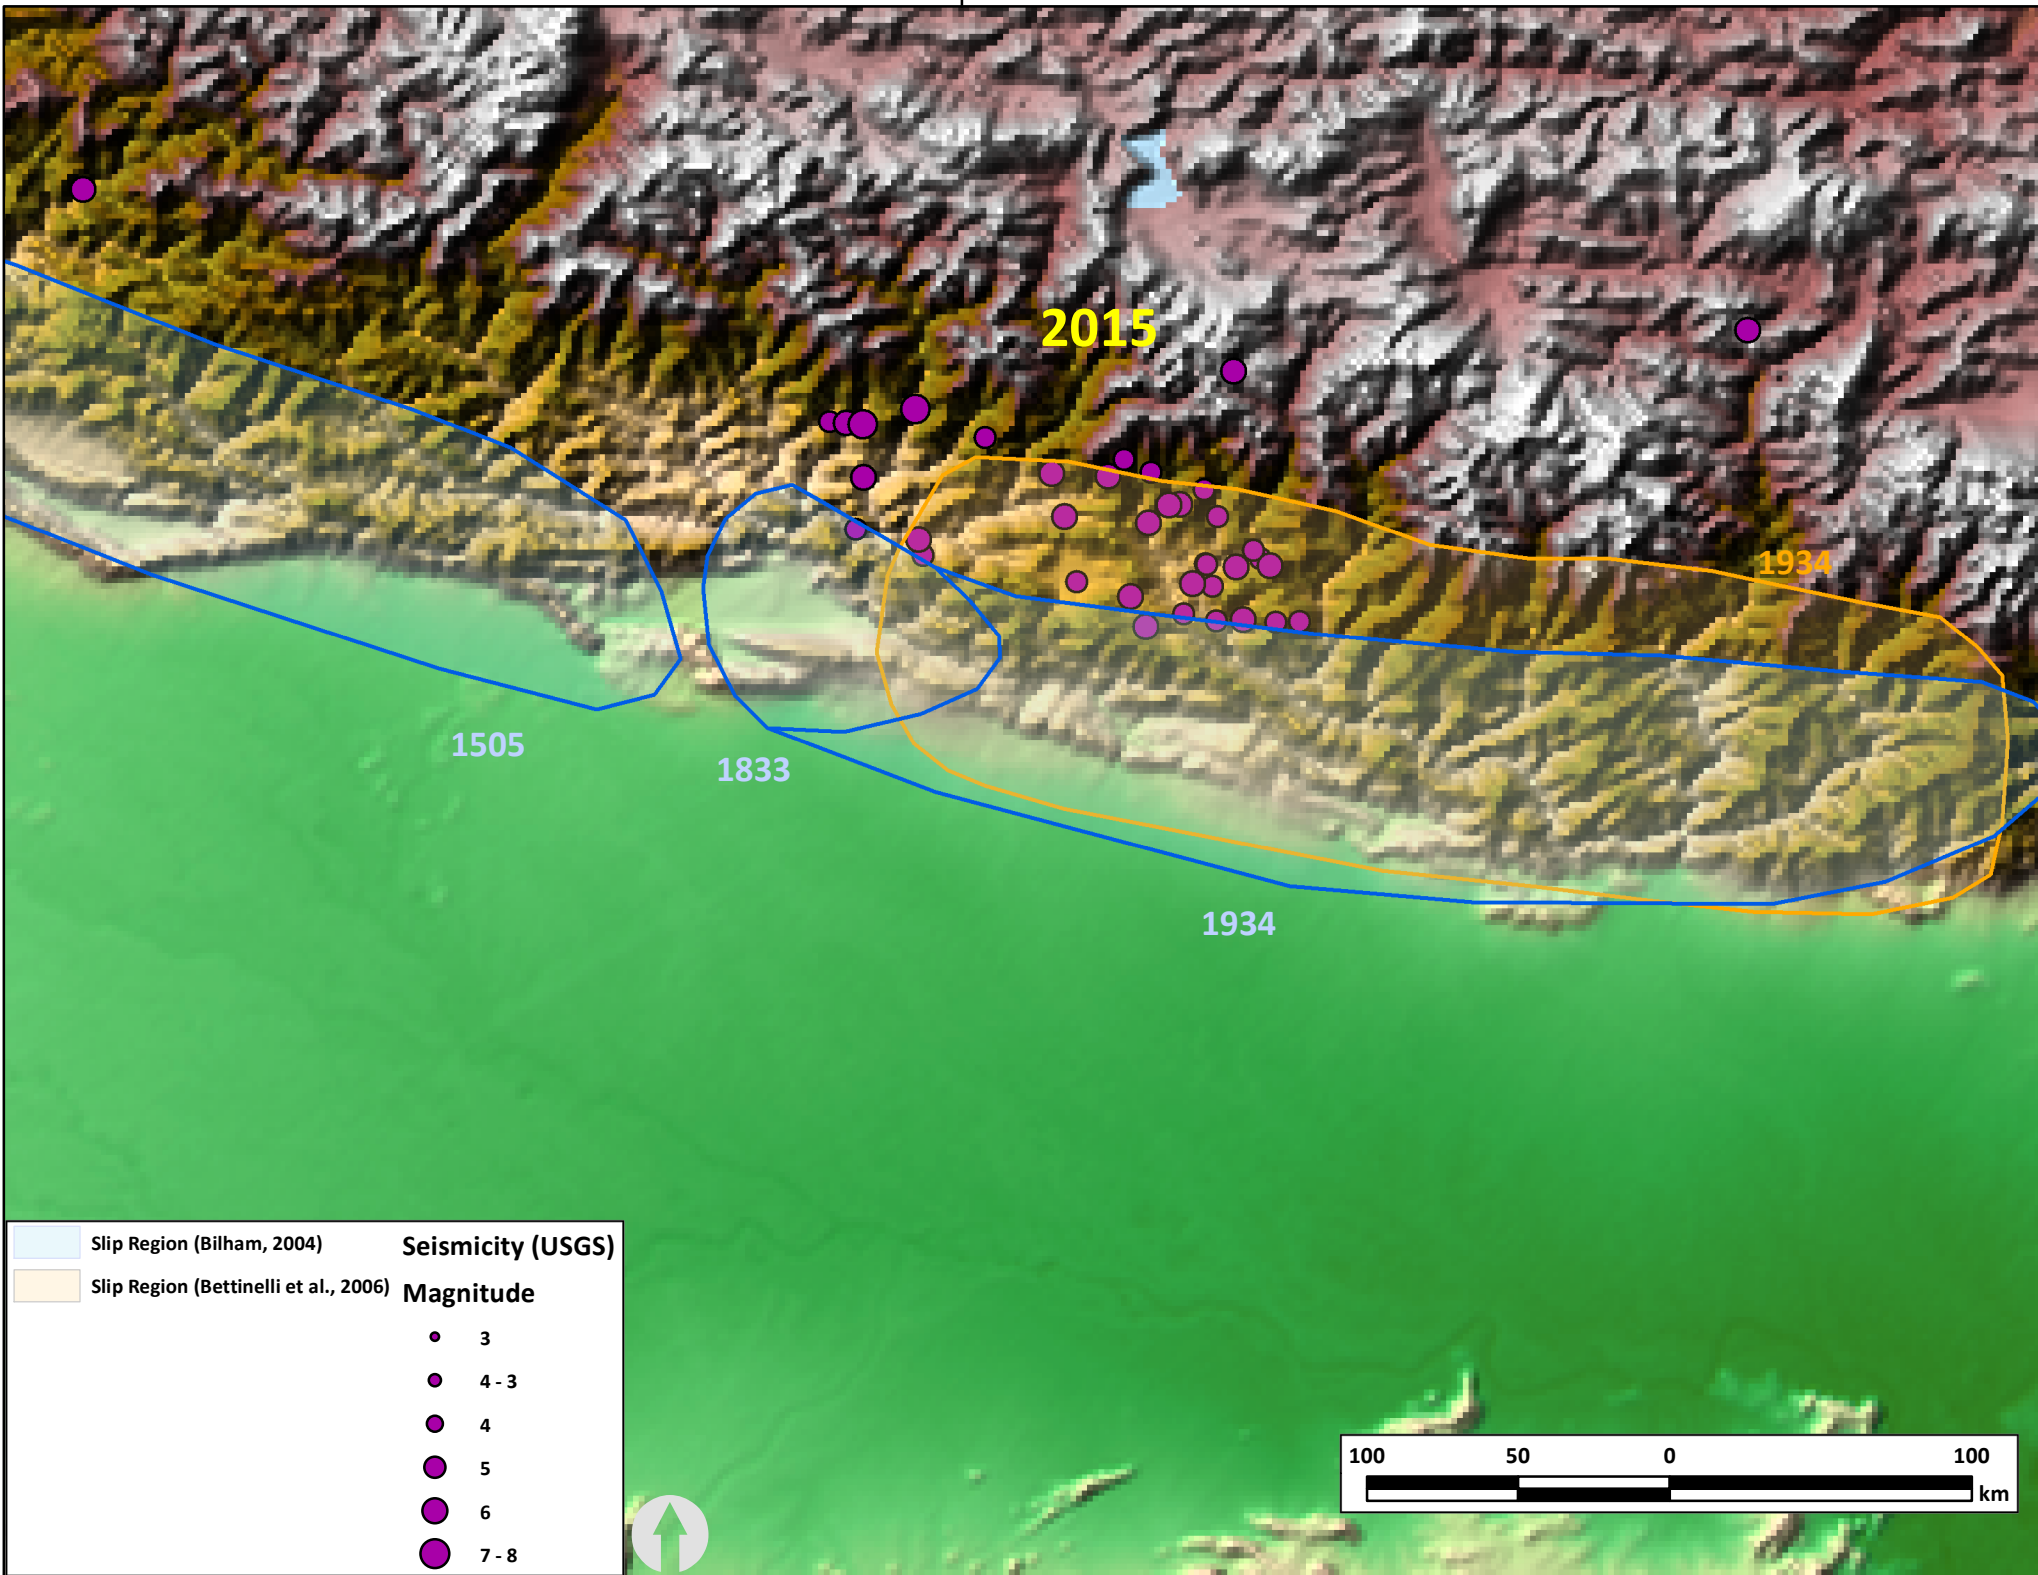 2015
1934
1505
1833
1934
Slip Region (Bilham, 2004)
Slip Region (Bettinelli et al., 2006)
Seismicity (USGS)
Magnitude
3
4 - 3
4
5
6
7 - 8
100 50 0 100
km